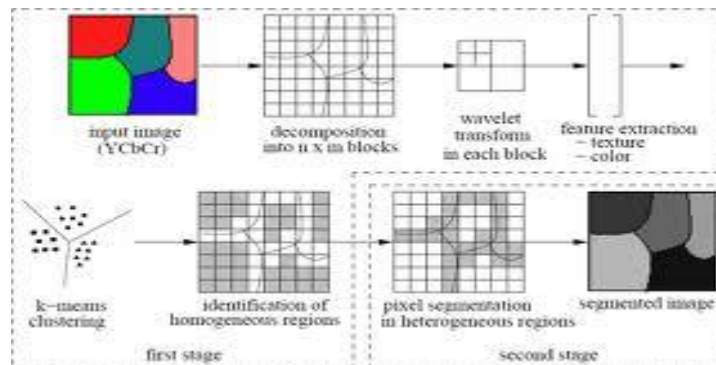 input image
(YCbCr)
decomposition
into n x m blocks
wavelet
transform
in each block
feature extraction
- texture
- color
k-means
clustering
identification of
homogeneous regions
pixel segmentation
in heterogeneous regions
segmented image
first stage
second stage